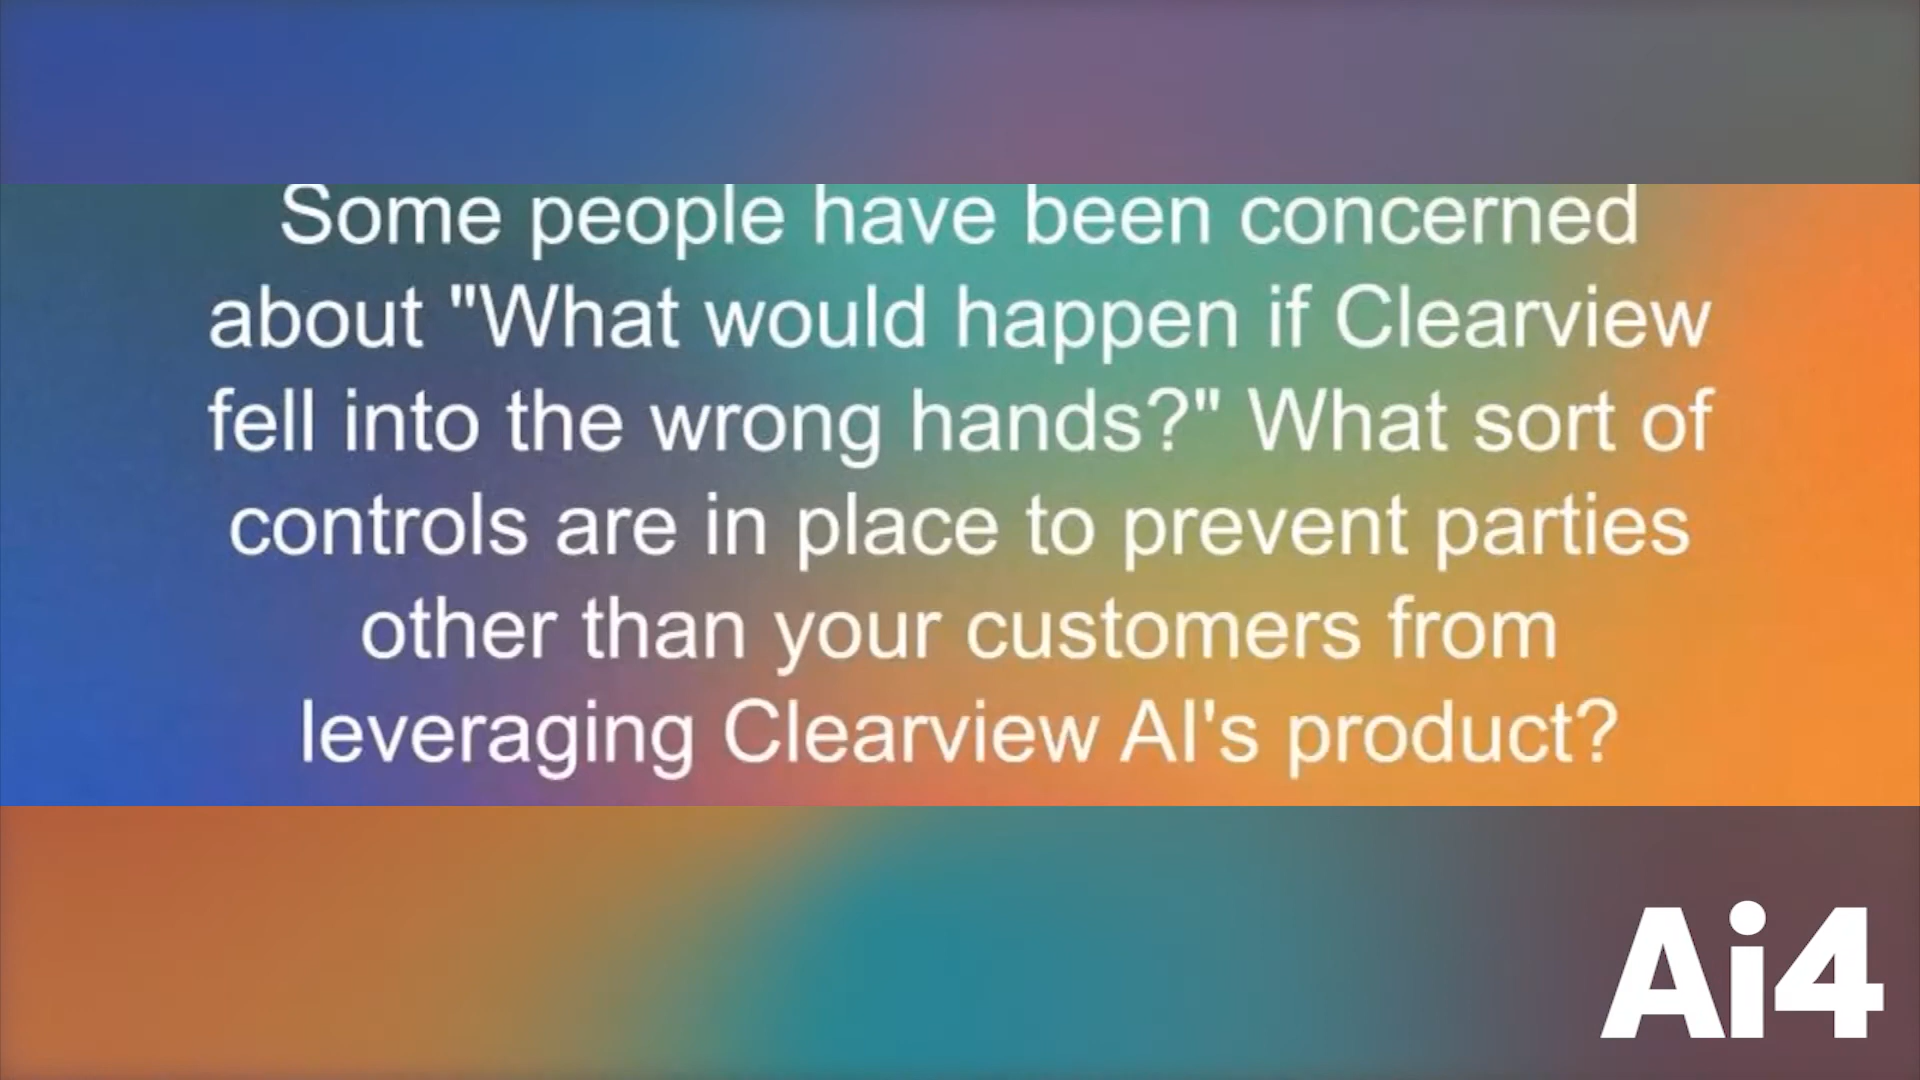 Some people have been concerned
about "What would happen if Clearview
fell into the wrong hands?" What sort of
controls are in place to prevent parties
other than your customers from
leveraging Clearview AI's product?
Ai4